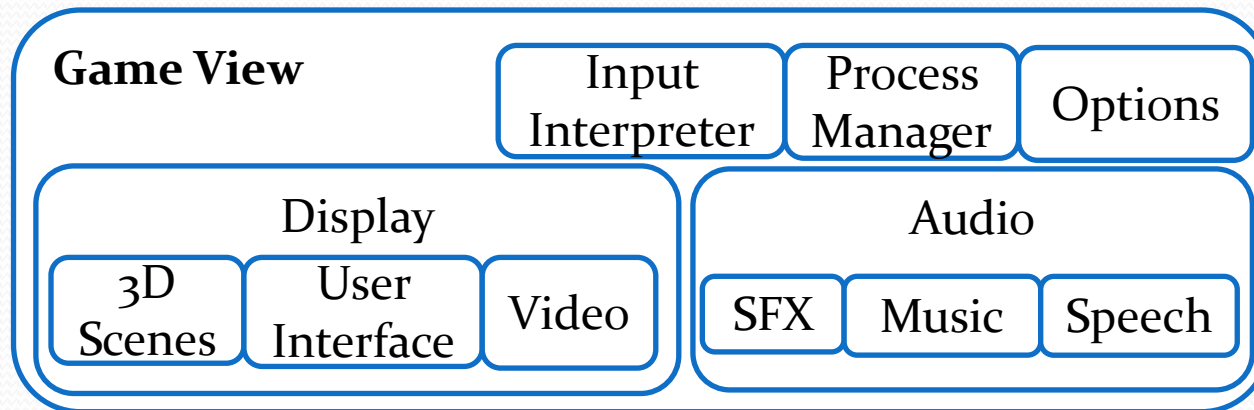 Game View
Input
Interpreter
Process
Manager
Options
Display
3D
Scenes
User
Interface
Video
Audio
SFX
Music
Speech